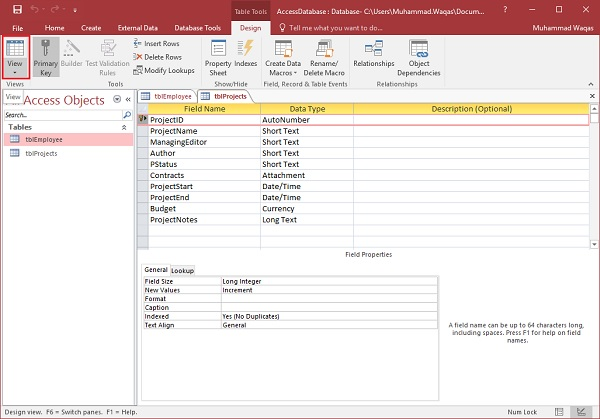 Table Tools
AccessDatabase : Database- C:\Users\Muhammad.Waqas\Docum...
File Home Create External Data Database Tools Design Tell me what you want to do... Muhammad Waqas
View
Primary Key
Builder
Test Validation Rules
Insert Rows
Delete Rows
Modify Lookups
Property Sheet
Indexes
Create Data Macros
Rename/Delete Macro
Relationships
Object Dependencies
Views Tools Show/Hide Field, Record & Table Events Relationships
View
Access Objects
Search...
Tables
tblEmployee
tblProjects
tblEmployee tblProjects
Field Name Data Type Description (Optional)
ProjectID AutoNumber
ProjectName Short Text
ManagingEditor Short Text
Author Short Text
PStatus Short Text
Contracts Attachment
ProjectStart Date/Time
ProjectEnd Date/Time
Budget Currency
ProjectNotes Long Text
Field Properties
General Lookup
Field Size Long Integer
New Values Increment
Format
Caption
Indexed Yes (No Duplicates)
Text Align General
A field name can be up to 64 characters long,
including spaces. Press F1 for help on field
names.
Design view. F6 = Switch panes. F1 = Help. Num Lock